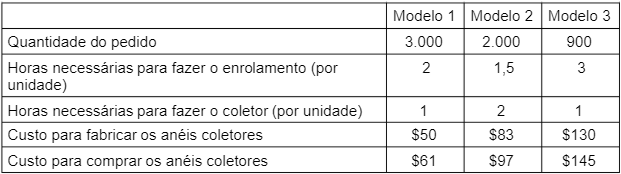 Modelo 1 Modelo 2 Modelo 3
Quantidade do pedido 3.000 2.000 900
Horas necessárias para fazer o enrolamento (por
unidade) 2 1,5 3
Horas necessárias para fazer o coletor (por unidade) 1 2 1
Custo para fabricar os anéis coletores $50 $83 $130
Custo para comprar os anéis coletores $61 $97 $145